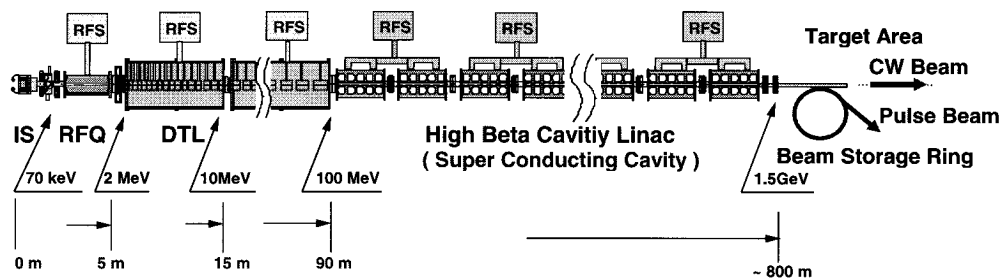 RFS RFS RFS RFS RFS RFS
Target Area
CW Beam
Pulse Beam
IS RFQ DTL
High Beta Cavitiy Linac
( Super Conducting Cavity )
Beam Storage Ring
70 keV 2 MeV 10MeV 100 MeV 1.5GeV
0 m 5 m 15 m 90 m ~ 800 m